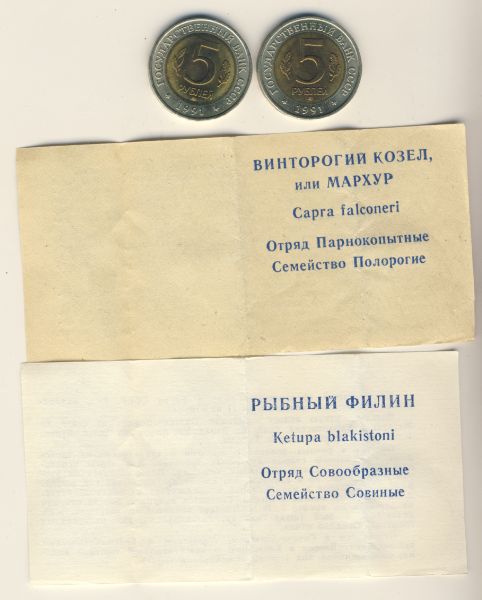 ГОСУДАРСТВЕННЫЙ БАНК СССР
5
РУБЛЕЙ
1991
ГОСУДАРСТВЕННЫЙ БАНК СССР
5
РУБЛЕЙ
1991
ВИНТОРОГИЙ КОЗЕЛ,
или МАРХУР
Capra falconeri
Отряд Парнокопытные
Семейство Полорогие
РЫБНЫЙ ФИЛИН
Ketupa blakistoni
Отряд Совообразные
Семейство Совиные